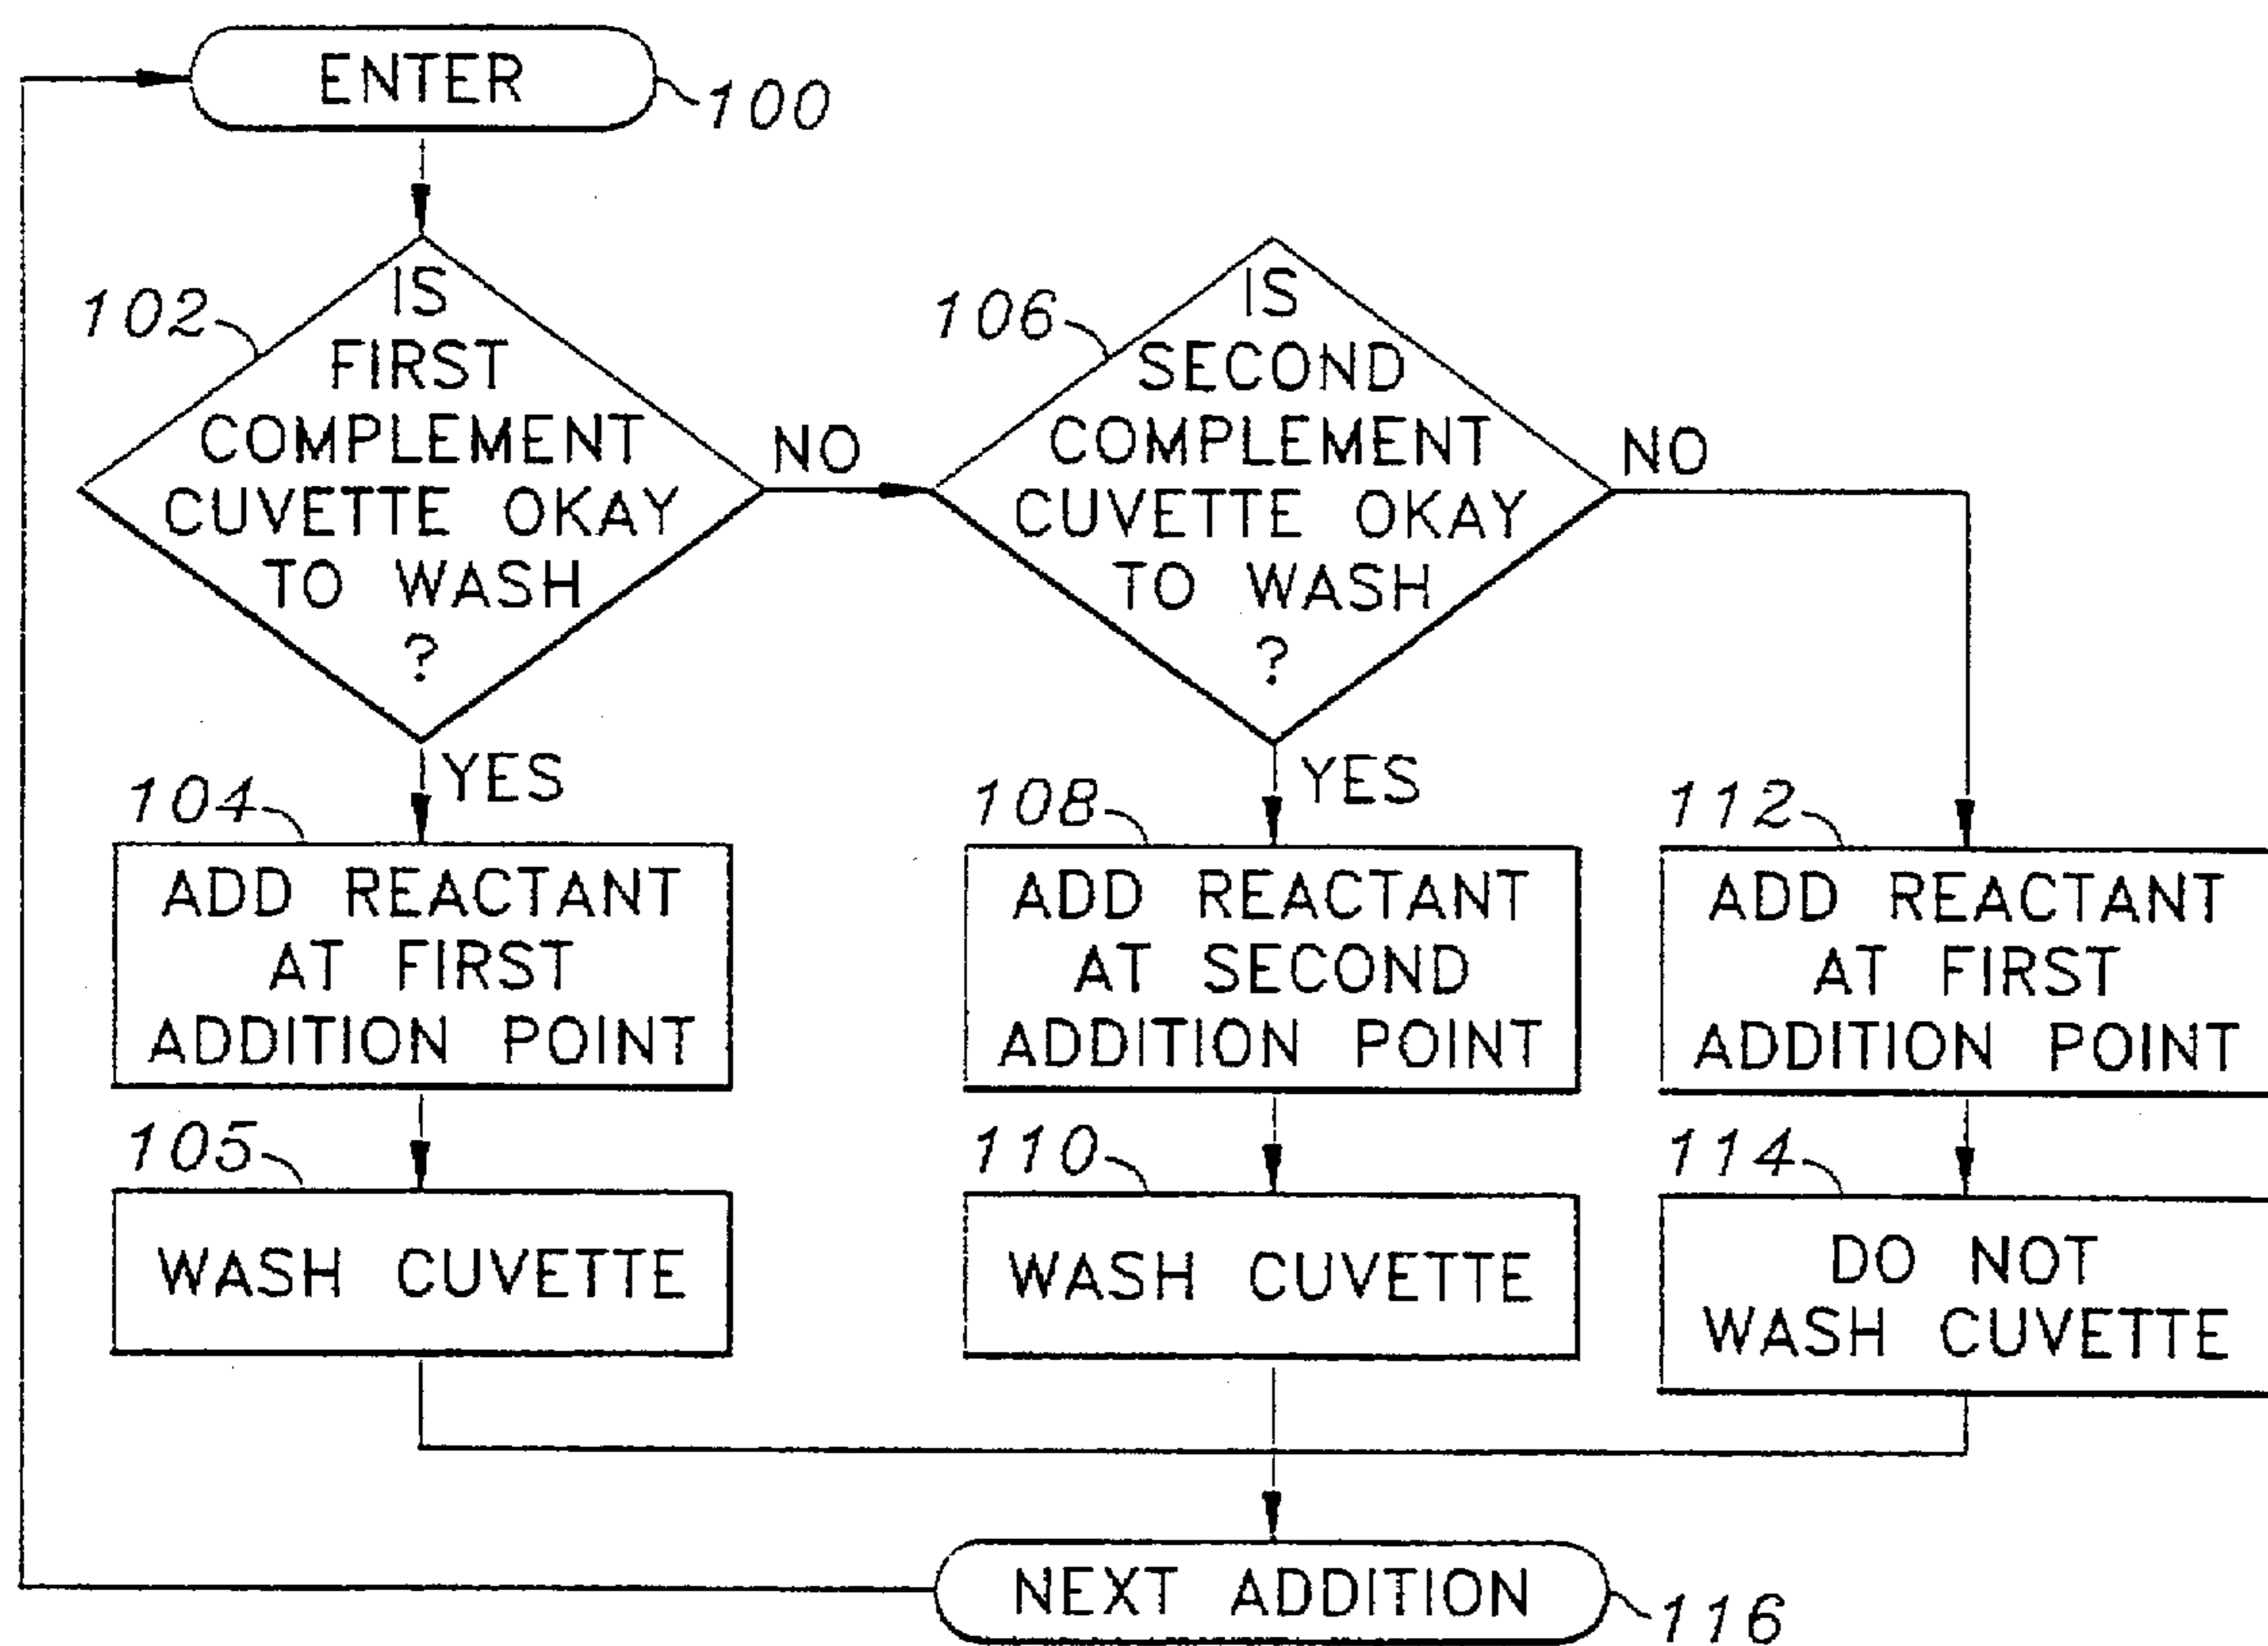 ENTER
100
102
IS
FIRST
COMPLEMENT
CUVETTE OKAY
TO WASH
?
NO
YES
106
IS
SECOND
COMPLEMENT
CUVETTE OKAY
TO WASH
?
NO
YES
104
ADD REACTANT
AT FIRST
ADDITION POINT
108
ADD REACTANT
AT SECOND
ADDITION POINT
112
ADD REACTANT
AT FIRST
ADDITION POINT
105
WASH CUVETTE
110
WASH CUVETTE
114
DO NOT
WASH CUVETTE
NEXT ADDITION
116